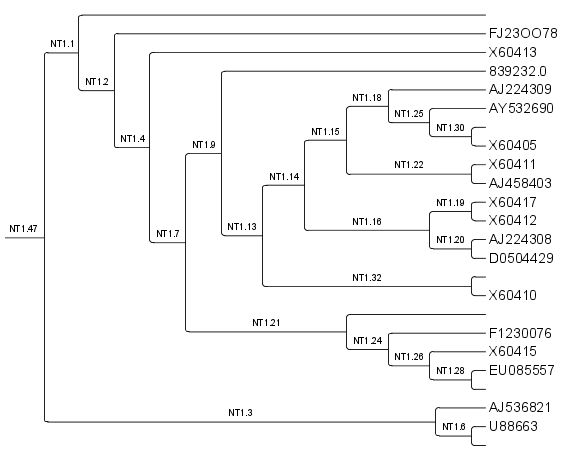 FJ23OO78
NT1.1
X60413
839232.0
NT1.2
AJ224309
NT1.18
AY532690
NT1.25
NT1.30
NT1.15
NT1.4
X60405
NT1.9
X60411
NT1.22
NT1.14
AJ458403
X60417
NT1.19
X60412
NT1.16
NT1.47
NT1.13
NT1.7
AJ224308
NT1.20
D0504429
NT1.32
X60410
NT1.21
F1230076
NT1.24
X60415
NT1.26
EU085557
NT1.28
AJ536821
NT1.3
U88663
NT1.6